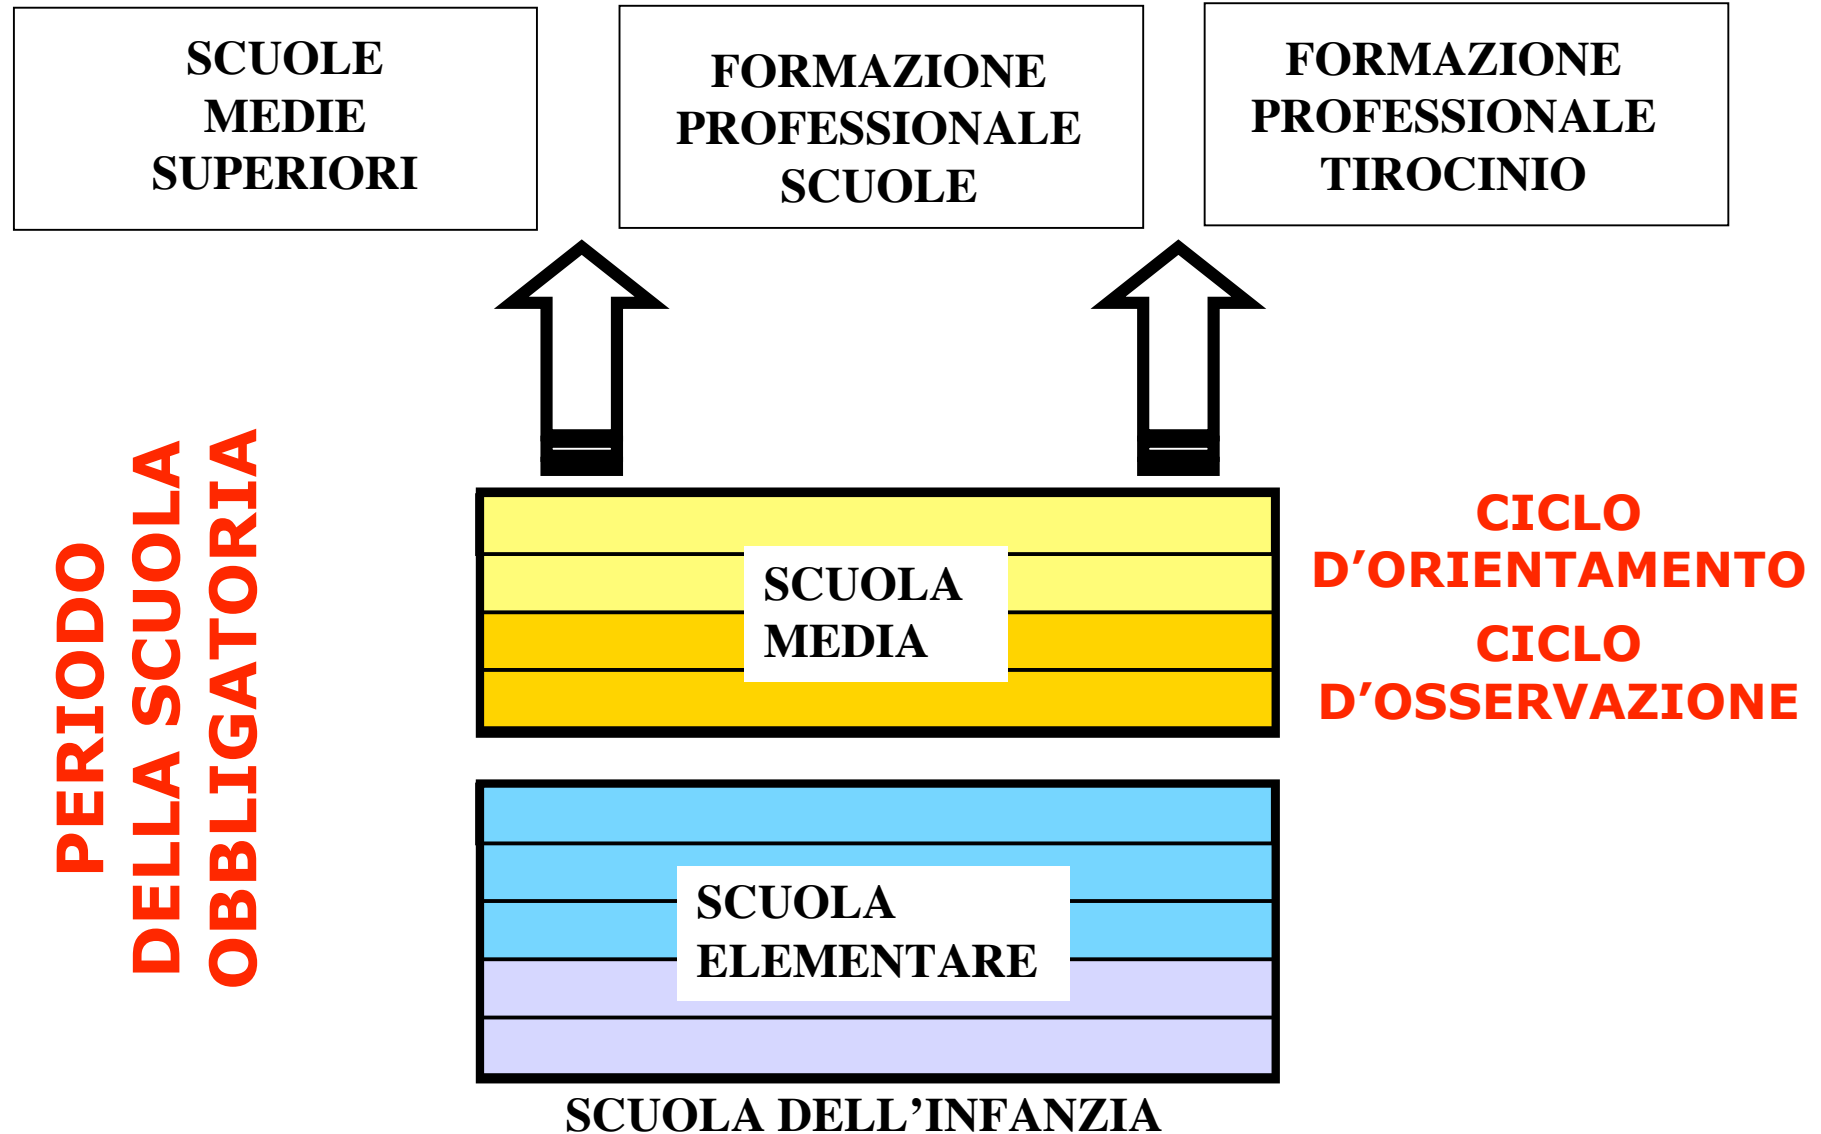 SCUOLE
MEDIE
SUPERIORI
FORMAZIONE
PROFESSIONALE
SCUOLE
FORMAZIONE
PROFESSIONALE
TIROCINIO
PERIODO
DELLA SCUOLA
OBBLIGATORIA
SCUOLA
MEDIA
CICLO
D’ORIENTAMENTO
CICLO
D’OSSERVAZIONE
SCUOLA
ELEMENTARE
SCUOLA DELL’INFANZIA